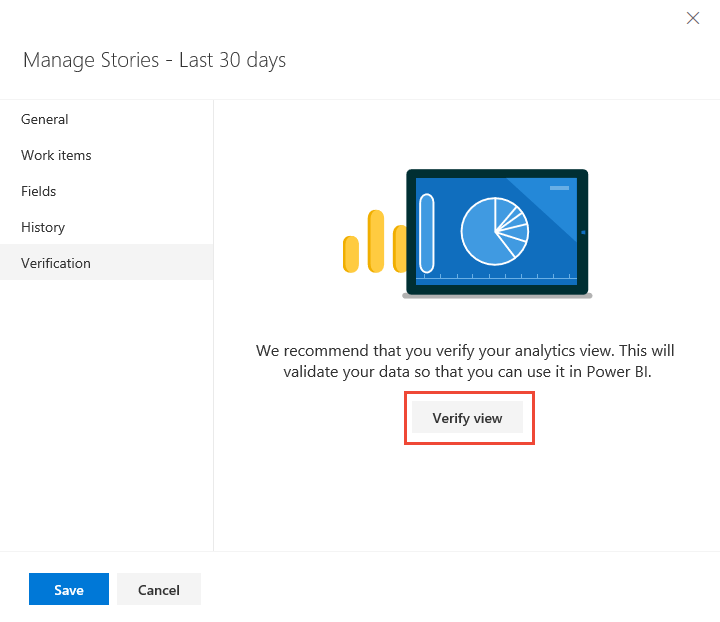 Manage Stories - Last 30 days
General
Work items
Fields
History
Verification
We recommend that you verify your analytics view. This will
validate your data so that you can use it in Power BI.
Verify view
Save
Cancel